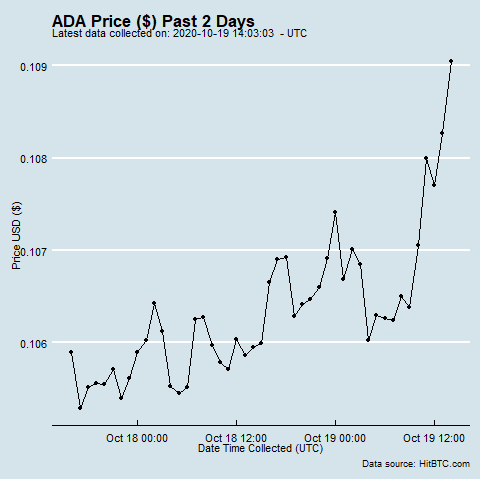 ADA Price ($) Past 2 Days
Latest data collected on: 2020-10-19 14:03:03 - UTC
Price USD ($)
0.109
0.108
0.107
0.106
Oct 18 00:00
Oct 18 12:00
Oct 19 00:00
Oct 19 12:00
Date Time Collected (UTC)
Data source: HitBTC.com